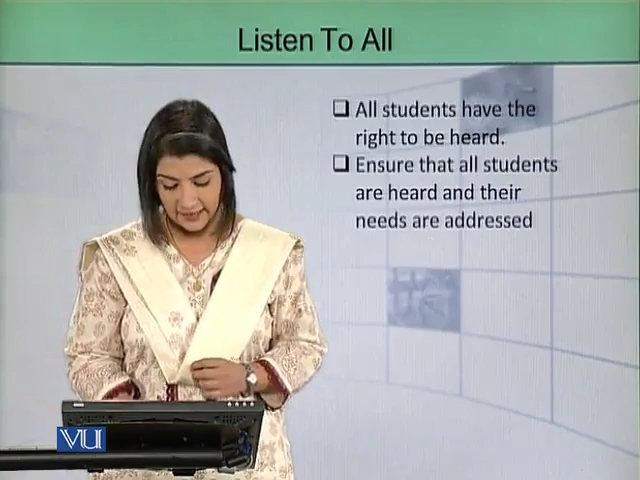 Listen To All
❑ All students have the
right to be heard.
❑ Ensure that all students
are heard and their
needs are addressed
VU